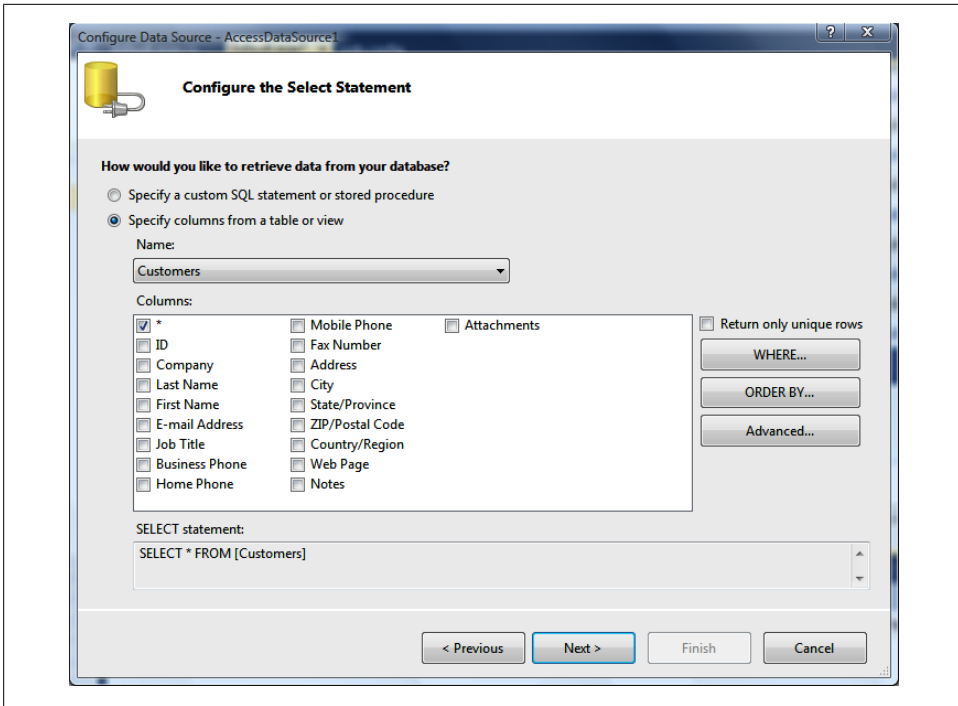 Configure Data Source - AccessDataSource1
? X
Configure the Select Statement
How would you like to retrieve data from your database?
Specify a custom SQL statement or stored procedure
Specify columns from a table or view
Name:
Customers
Columns:
* Mobile Phone Attachments
ID Fax Number
Company Address
Last Name City
First Name State/Province
E-mail Address ZIP/Postal Code
Job Title Country/Region
Business Phone Web Page
Home Phone Notes
Return only unique rows
WHERE...
ORDER BY...
Advanced...
SELECT statement:
SELECT * FROM [Customers]
< Previous Next > Finish Cancel